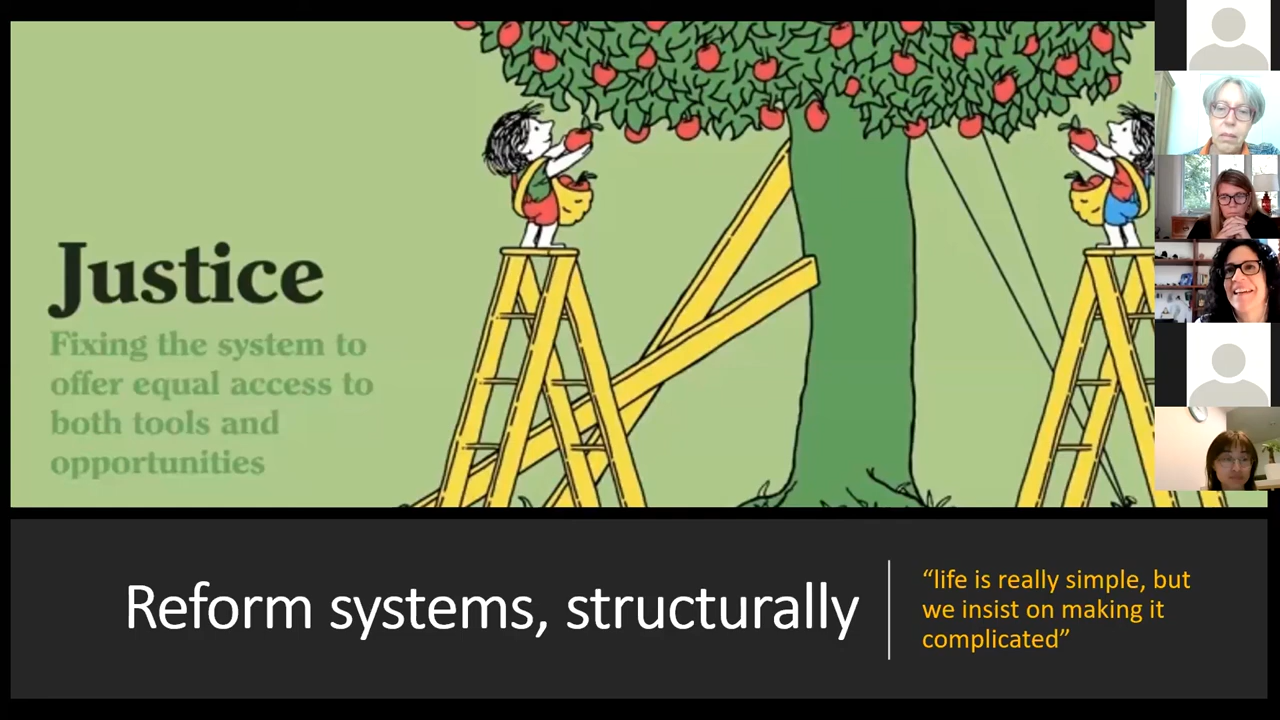 Justice
Fixing the system to
offer equal access to
both tools and
opportunities
Reform systems, structurally
“life is really simple, but
we insist on making it
complicated”